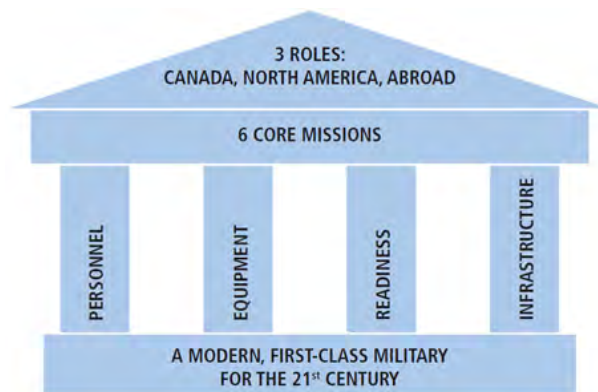 3 ROLES:
CANADA, NORTH AMERICA, ABROAD
6 CORE MISSIONS
PERSONNEL
EQUIPMENT
READINESS
INFRASTRUCTURE
A MODERN, FIRST-CLASS MILITARY
FOR THE 21st CENTURY